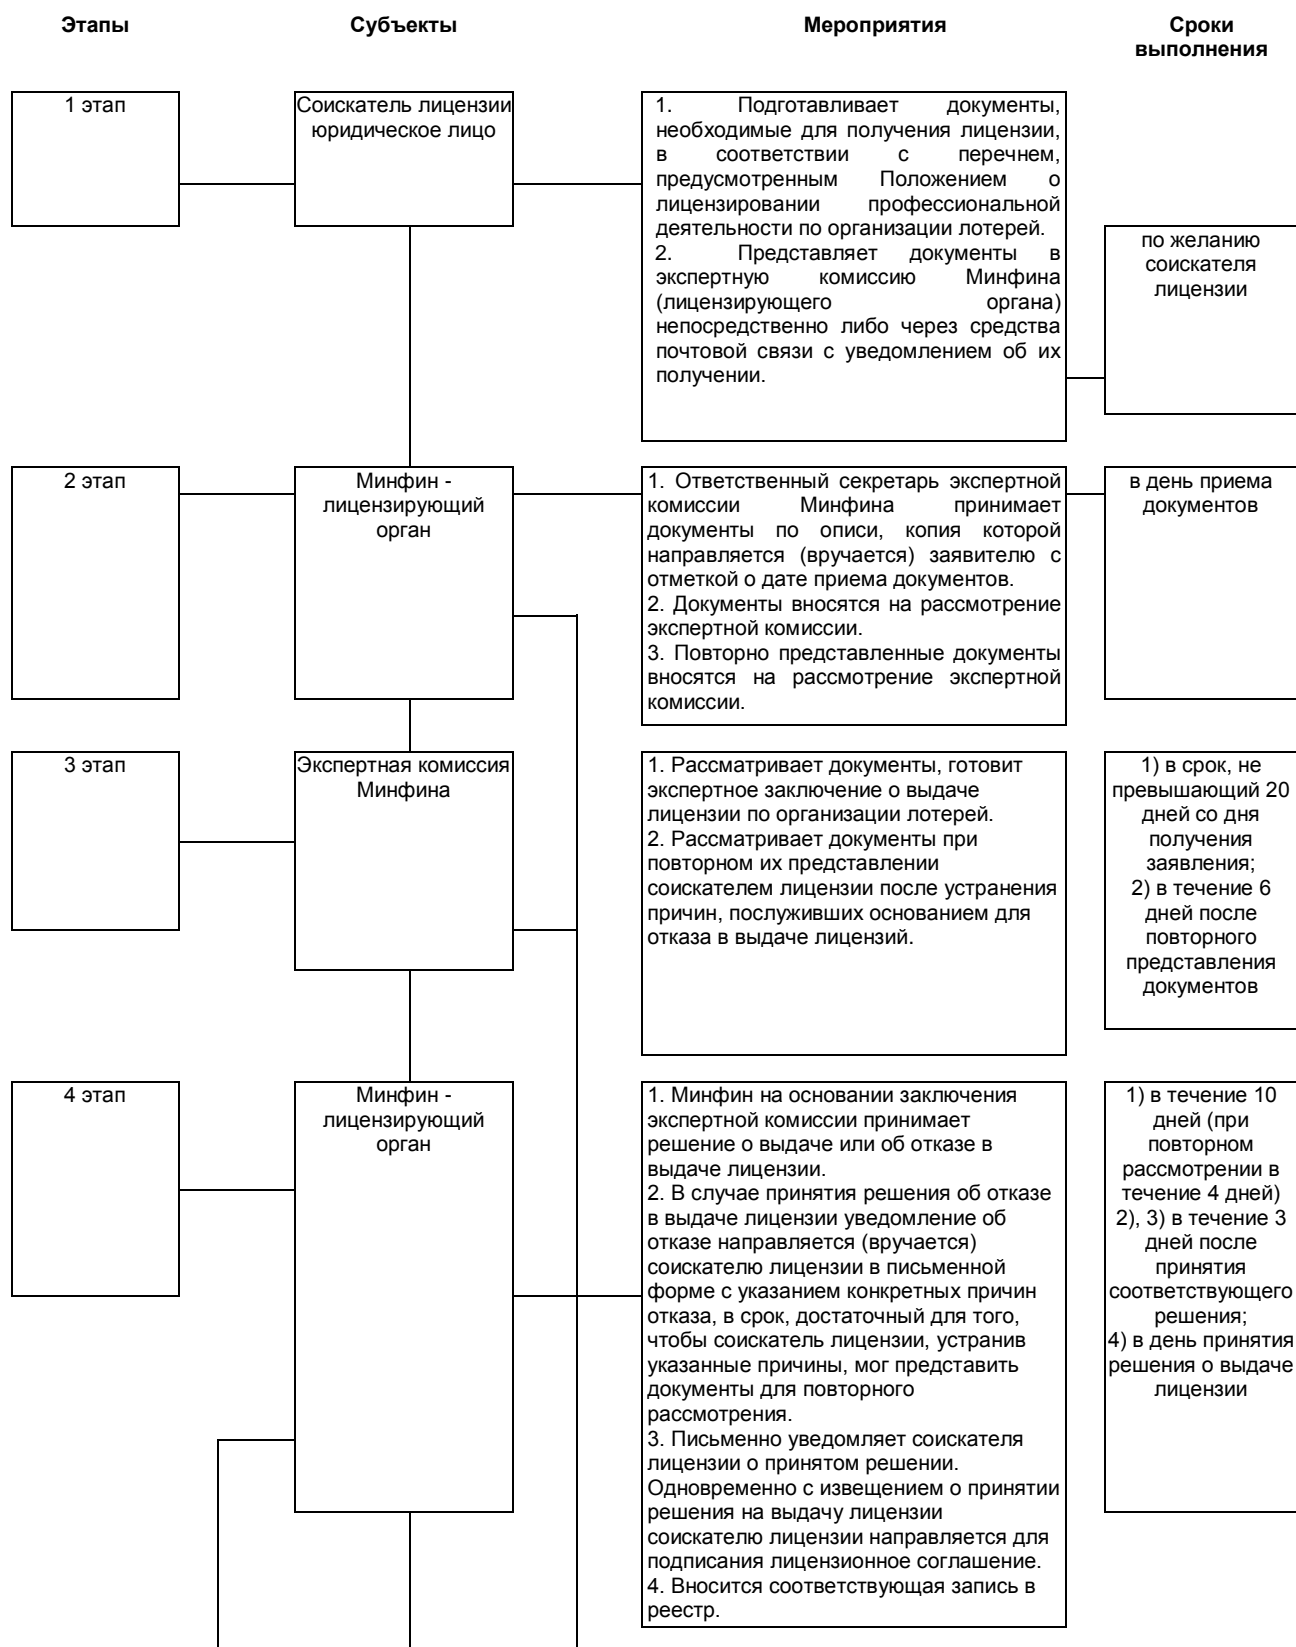 Этапы
Субъекты
Мероприятия
Сроки
выполнения
1 этап
Соискатель лицензии
юридическое лицо
1. Подготавливает документы,
необходимые для получения лицензии,
в соответствии с перечнем,
предусмотренным Положением о
лицензировании профессиональной
деятельности по организации лотерей.
2. Представляет документы в
экспертную комиссию Минфина
(лицензирующего органа)
непосредственно либо через средства
почтовой связи с уведомлением об их
получении.
по желанию
соискателя
лицензии
2 этап
Минфин -
лицензирующий
орган
1. Ответственный секретарь экспертной
комиссии Минфина принимает
документы по описи, копия которой
направляется (вручается) заявителю с
отметкой о дате приема документов.
2. Документы вносятся на рассмотрение
экспертной комиссии.
3. Повторно представленные документы
вносятся на рассмотрение экспертной
комиссии.
в день приема
документов
3 этап
Экспертная комиссия
Минфина
1. Рассматривает документы, готовит
экспертное заключение о выдаче
лицензии по организации лотерей.
2. Рассматривает документы при
повторном их представлении
соискателем лицензии после устранения
причин, послуживших основанием для
отказа в выдаче лицензий.
1) в срок, не
превышающий 20
дней со дня
получения
заявления;
2) в течение 6
дней после
повторного
представления
документов
4 этап
Минфин -
лицензирующий
орган
1. Минфин на основании заключения
экспертной комиссии принимает
решение о выдаче или об отказе в
выдаче лицензии.
2. В случае принятия решения об отказе
в выдаче лицензии уведомление об
отказе направляется (вручается)
соискателю лицензии в письменной
форме с указанием конкретных причин
отказа, в срок, достаточный для того,
чтобы соискатель лицензии, устранив
указанные причины, мог представить
документы для повторного
рассмотрения.
3. Письменно уведомляет соискателя
лицензии о принятом решении.
Одновременно с извещением о принятии
решения на выдачу лицензии
соискателю лицензии направляется для
подписания лицензионное соглашение.
4. Вносится соответствующая запись в
реестр.
1) в течение 10
дней (при
повторном
рассмотрении в
течение 4 дней)
2), 3) в течение 3
дней после
принятия
соответствующего
решения;
4) в день принятия
решения о выдаче
лицензии